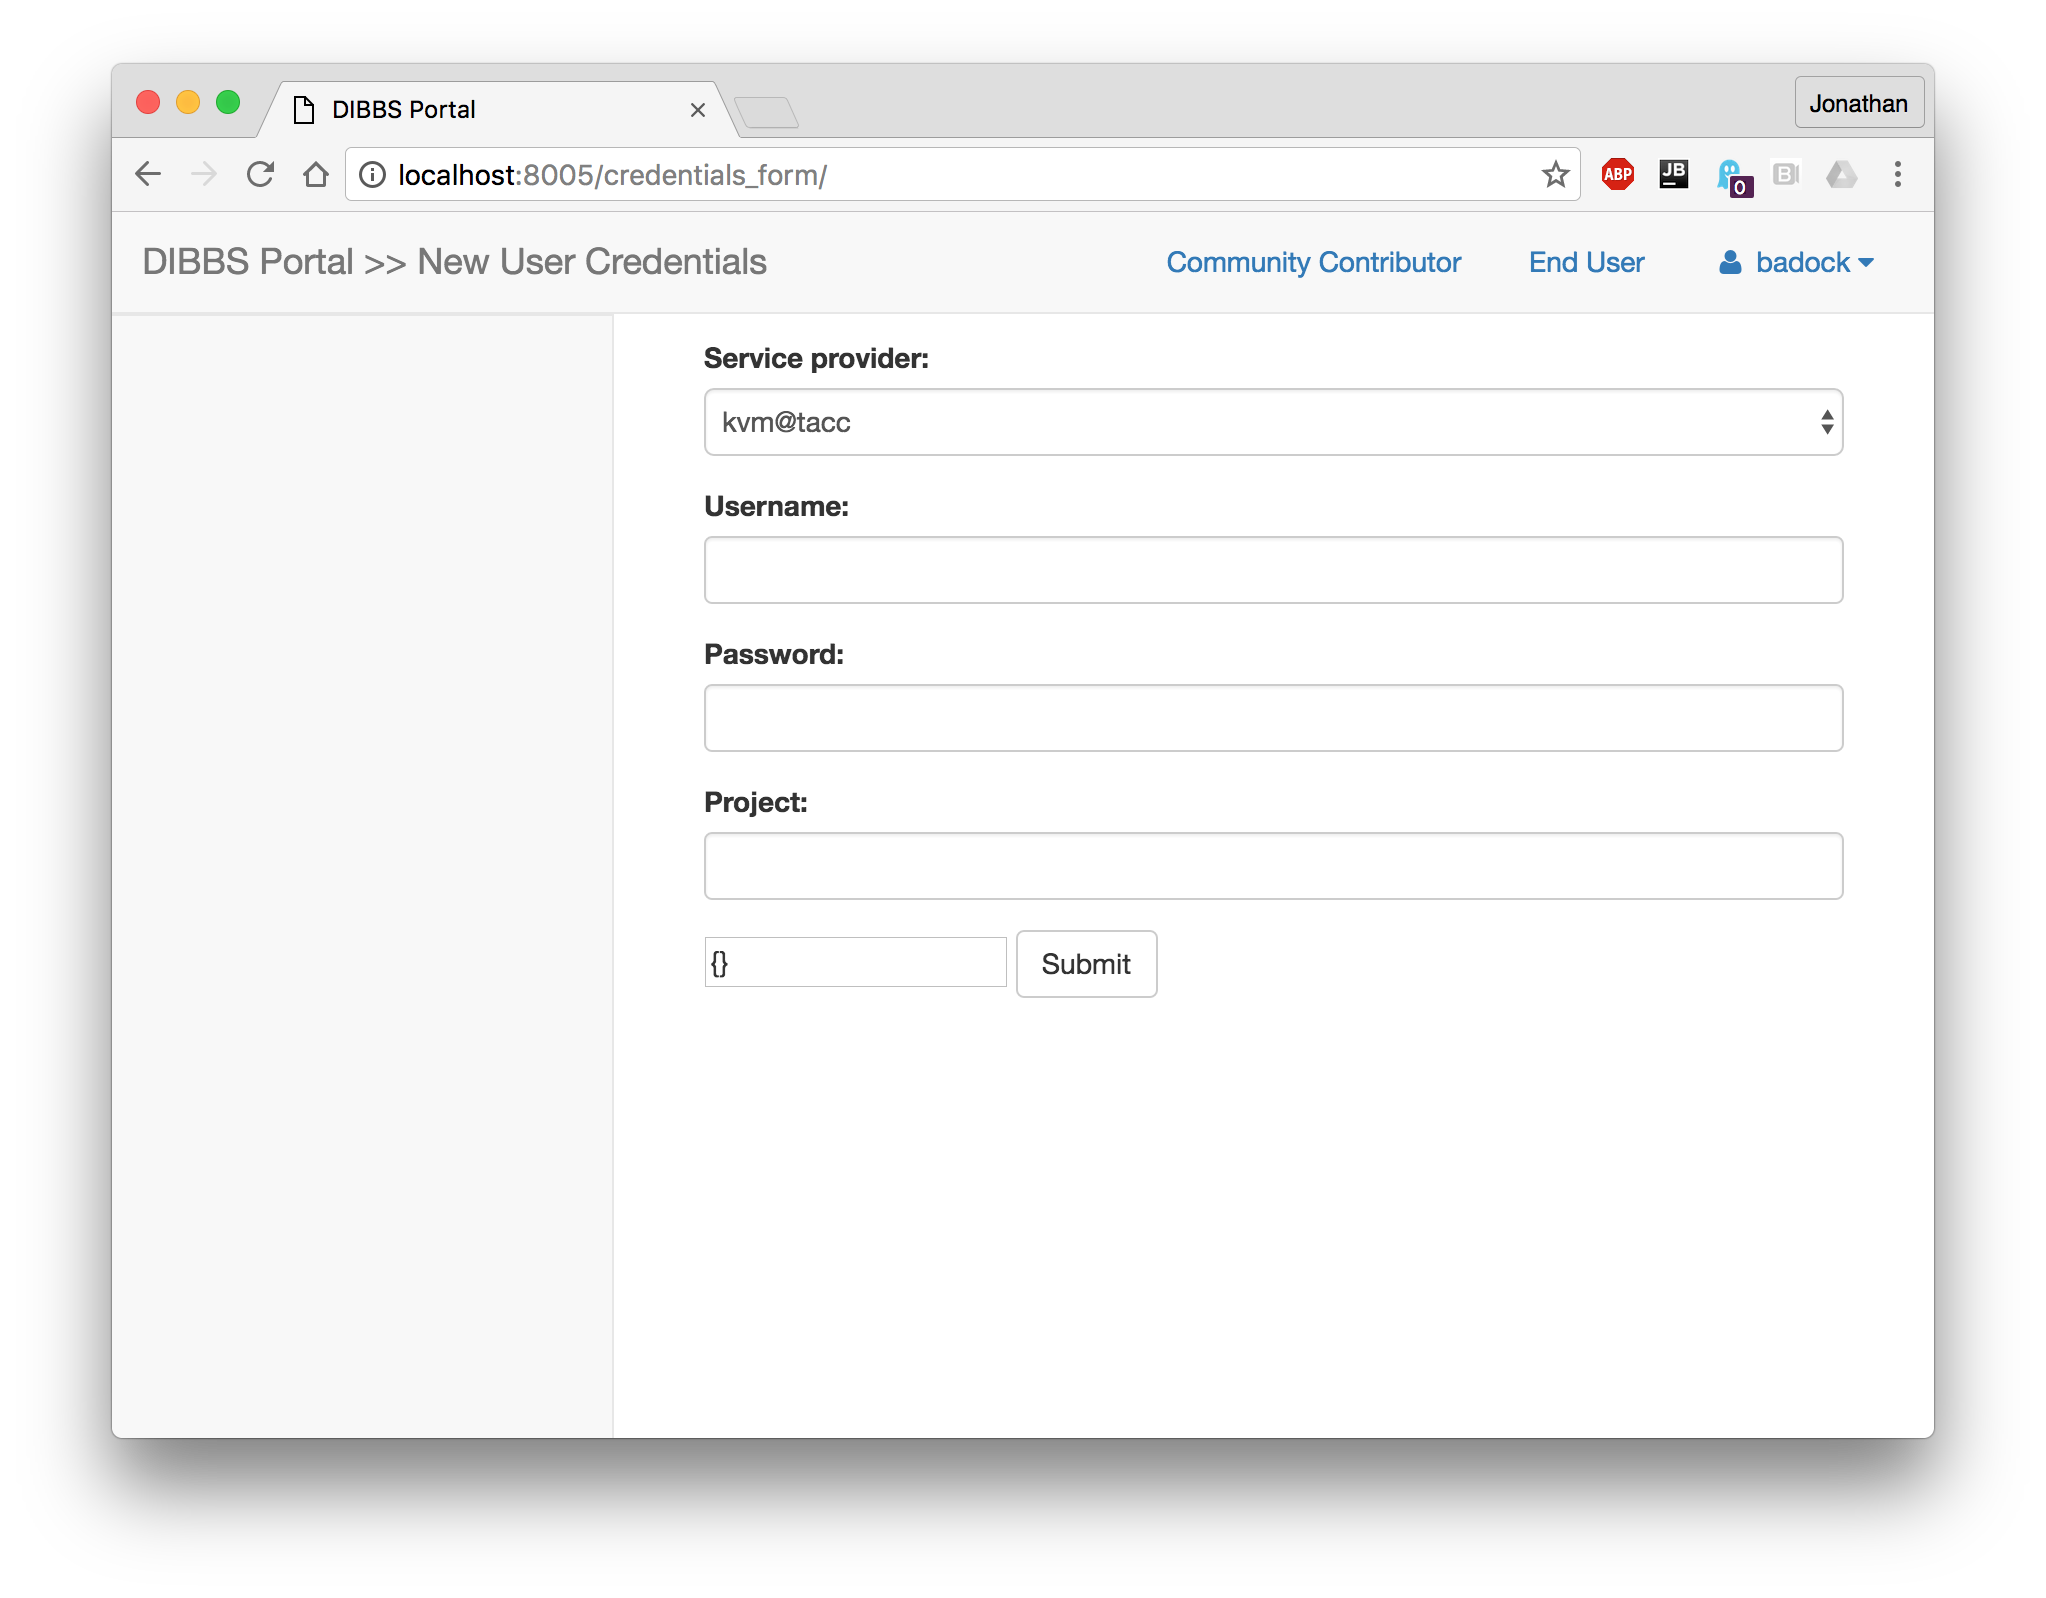 DIBBS Portal
Jonathan
localhost:8005/credentials_form/
ABP
JB
0
B
DIBBS Portal >> New User Credentials
Community Contributor
End User
badock
Service provider:
kvm@tacc
Username:
Password:
Project:
{}
Submit